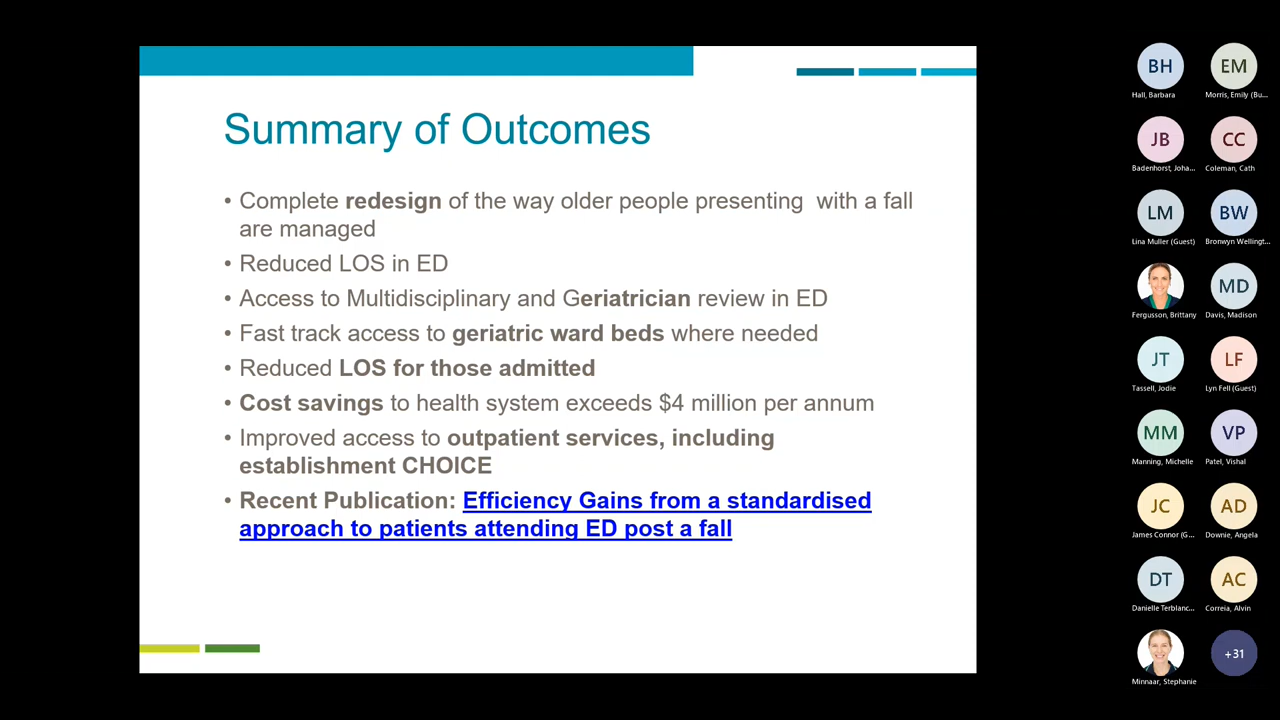 Summary of Outcomes
• Complete redesign of the way older people presenting with a fall
are managed
• Reduced LOS in ED
• Access to Multidisciplinary and Geriatrician review in ED
• Fast track access to geriatric ward beds where needed
• Reduced LOS for those admitted
• Cost savings to health system exceeds $4 million per annum
• Improved access to outpatient services, including
establishment CHOICE
• Recent Publication: Efficiency Gains from a standardised
approach to patients attending ED post a fall
BH EM
Hall, Barbara Morris, Emily (Bu...
JB CC
Badenhorst, Joha... Coleman, Cath
LM BW
Lina Muller (Guest) Bronwyn Wellingt...
MD
Fergusson, Brittany Davis, Madison
JT LF
Tassell, Jodie Lyn Fell (Guest)
MM VP
Manning, Michelle Patel, Vishal
JC AD
James Connor (G... Downie, Angela
DT AC
Danielle Terblanc... Correia, Alvin
+31
Minnaar, Stephanie